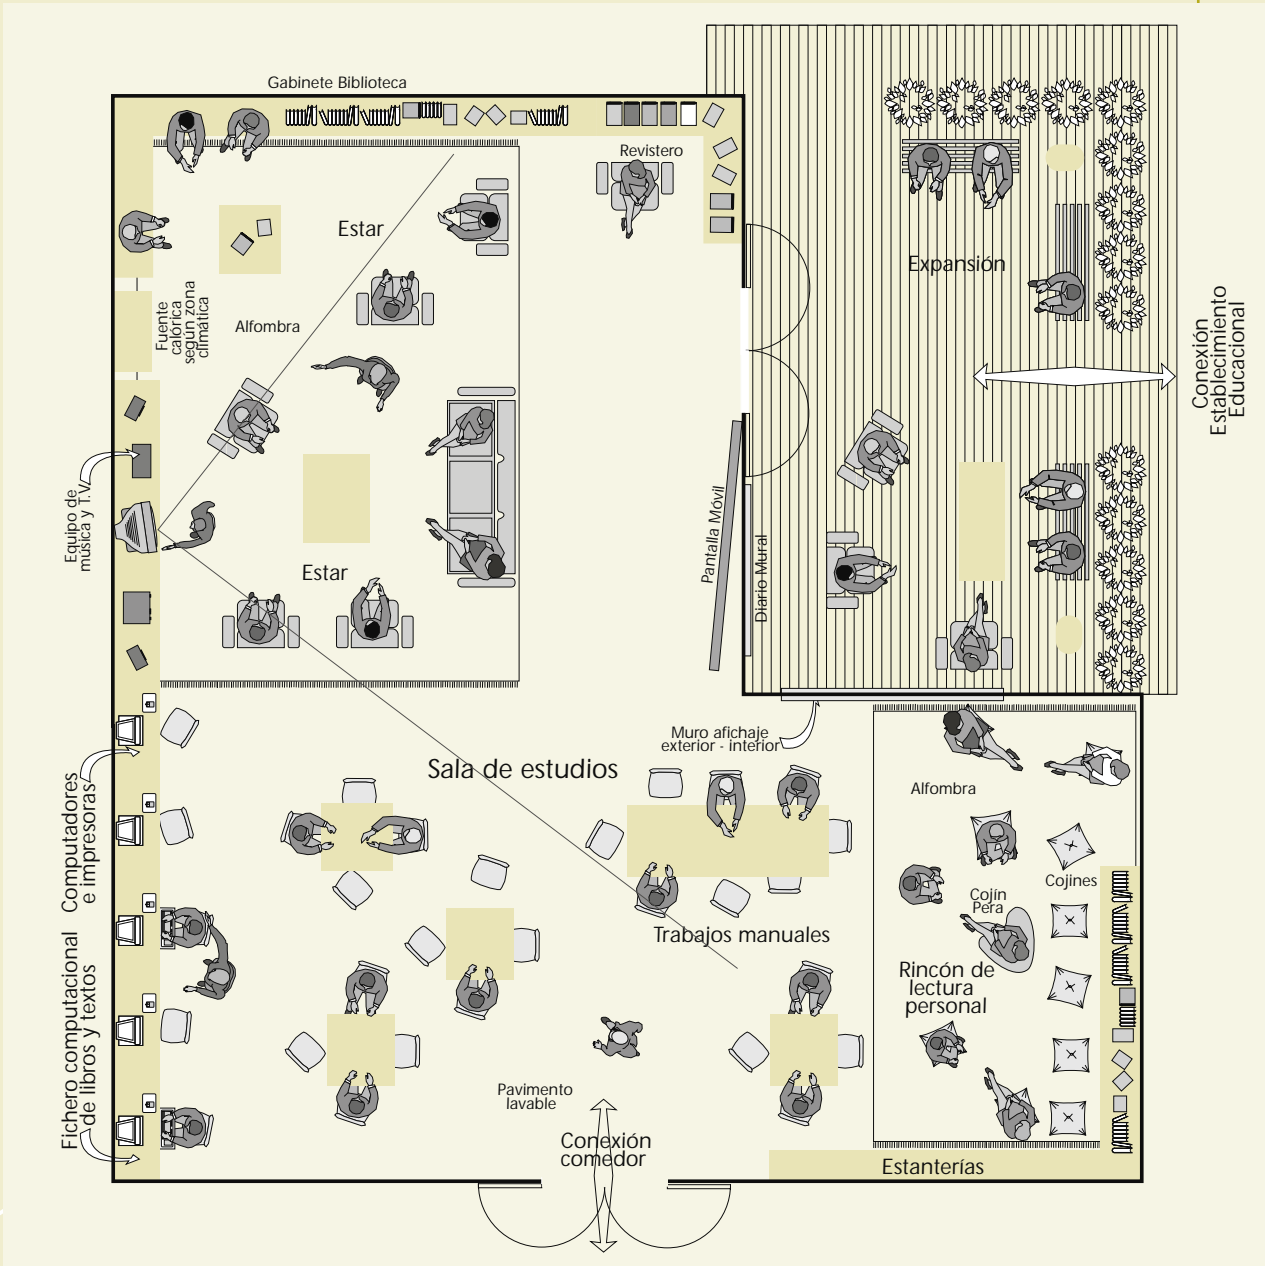 Gabinete Biblioteca
Revistero
Estar
Expansión
Fuente
calórica
según zona
climática
Alfombra
Conexión
Establecimiento
Educacional
Equipo de
música y T.V.
Pantalla Móvil
Diario Mural
Estar
Muro afichaje
exterior - interior
Sala de estudios
Alfombra
Computadores
e impresoras
Cojines
Cojín
Pera
Trabajos manuales
Rincón de
lectura
personal
Fichero computacional
de libros y textos
Pavimento
lavable
Conexión
comedor
Estanterías